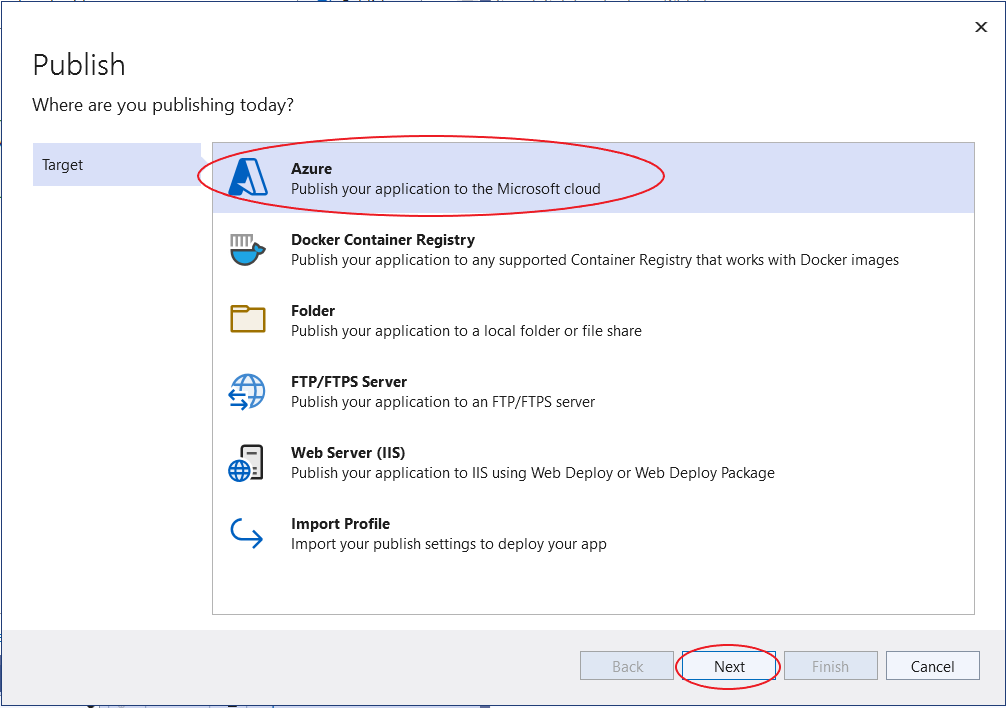 Publish
Where are you publishing today?
Target
Azure
Publish your application to the Microsoft cloud
Docker Container Registry
Publish your application to any supported Container Registry that works with Docker images
Folder
Publish your application to a local folder or file share
FTP/FTPS Server
Publish your application to an FTP/FTPS server
Web Server (IIS)
Publish your application to IIS using Web Deploy or Web Deploy Package
Import Profile
Import your publish settings to deploy your app
Back
Next
Finish
Cancel